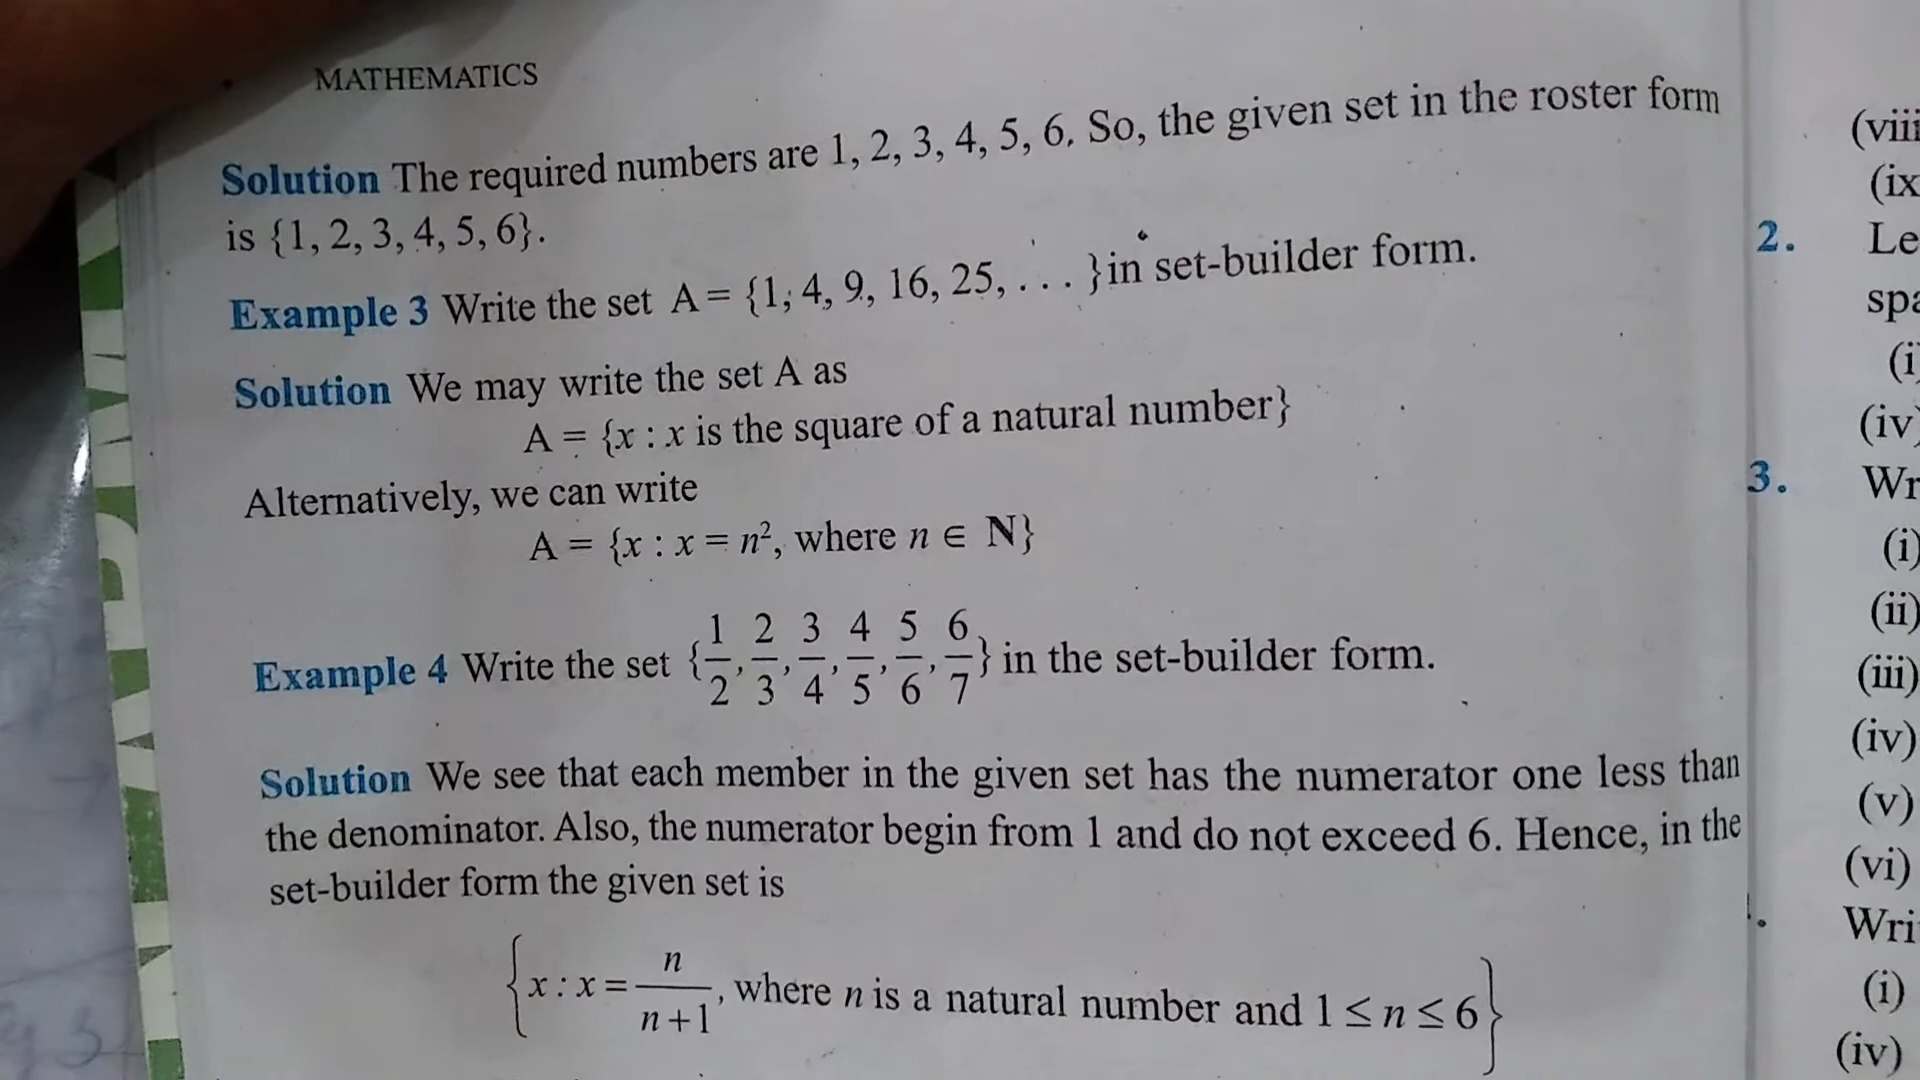 MATHEMATICS
Solution The required numbers are 1, 2, 3, 4, 5, 6. So, the given set in the roster form
is {1, 2, 3, 4, 5, 6}.
Example 3 Write the set A = {1, 4, 9, 16, 25, . . . }in set-builder form.
Solution We may write the set A as
A = {x : x is the square of a natural number}
Alternatively, we can write
A = {x : x = n², where n ∈ N}
Example 4 Write the set {1/2, 2/3, 3/4, 4/5, 5/6, 6/7} in the set-builder form.
Solution We see that each member in the given set has the numerator one less than
the denominator. Also, the numerator begin from 1 and do not exceed 6. Hence, in the
set-builder form the given set is
{x : x = n/(n+1), where n is a natural number and 1 ≤ n ≤ 6}
(viii
(ix
2. Le
spa
(i)
(iv)
3. Wr
(i)
(ii)
(iii)
(iv)
(v)
(vi)
Wri
(i)
(iv)